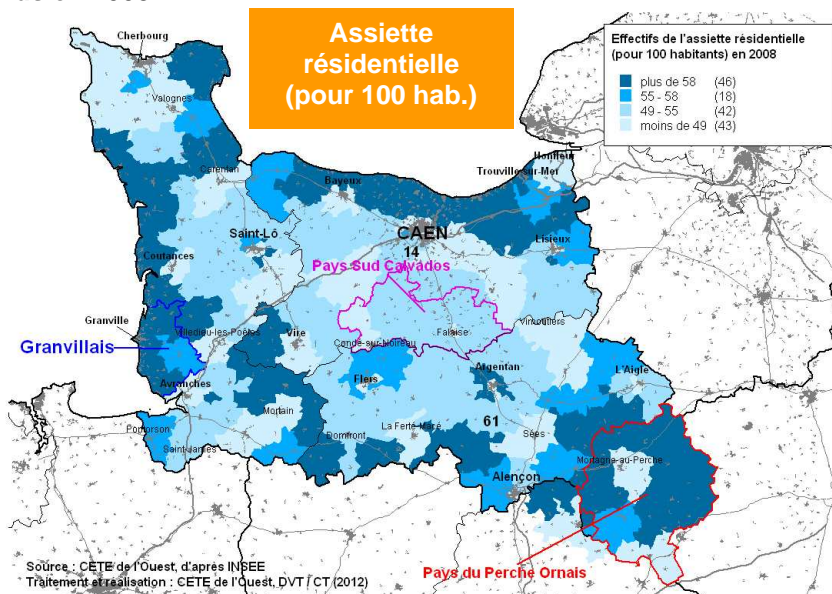 Assiette
résidentielle
(pour 100 hab.)
Effectifs de l'assiette résidentielle
(pour 100 habitants) en 2008
plus de 58 (46)
55 - 58 (18)
49 - 55 (42)
moins de 49 (43)
Cherbourg
Valognes
Carentan
Honfleur
Trouville-sur-Mer
Bayeux
CAEN
14
Saint-Lô
Lisieux
Coutances
Pays Sud Calvados
Granville
Villedieu-les-Poêles
Vire
Vimoutiers
Condé-sur-Noireau
Falaise
Granvillais
Avranches
Flers
Argentan
L'Aigle
Mortain
61
Pontorson
Saint-James
Domfront
La Ferté-Macé
Sées
Mortagne-au-Perche
Alençon
Source : CETE de l'Ouest, d'après INSEE
Traitement et réalisation : CETE de l'Ouest, DVT / CT (2012)
Pays du Perche Ornais